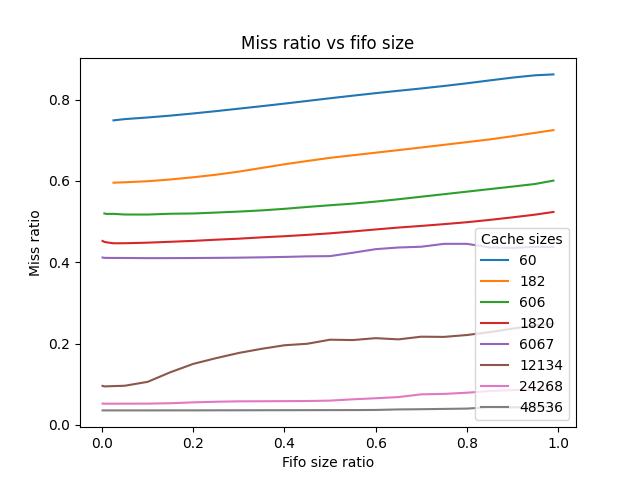 Miss ratio vs fifo size
Miss ratio
0.8
0.6
0.4
0.2
0.0
0.0 0.2 0.4 0.6 0.8 1.0
Fifo size ratio
Cache sizes
60
182
606
1820
6067
12134
24268
48536